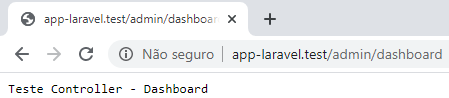 app-laravel.test/admin/dashboard
Não seguro | app-laravel.test/admin/dashboard
Teste Controller - Dashboard